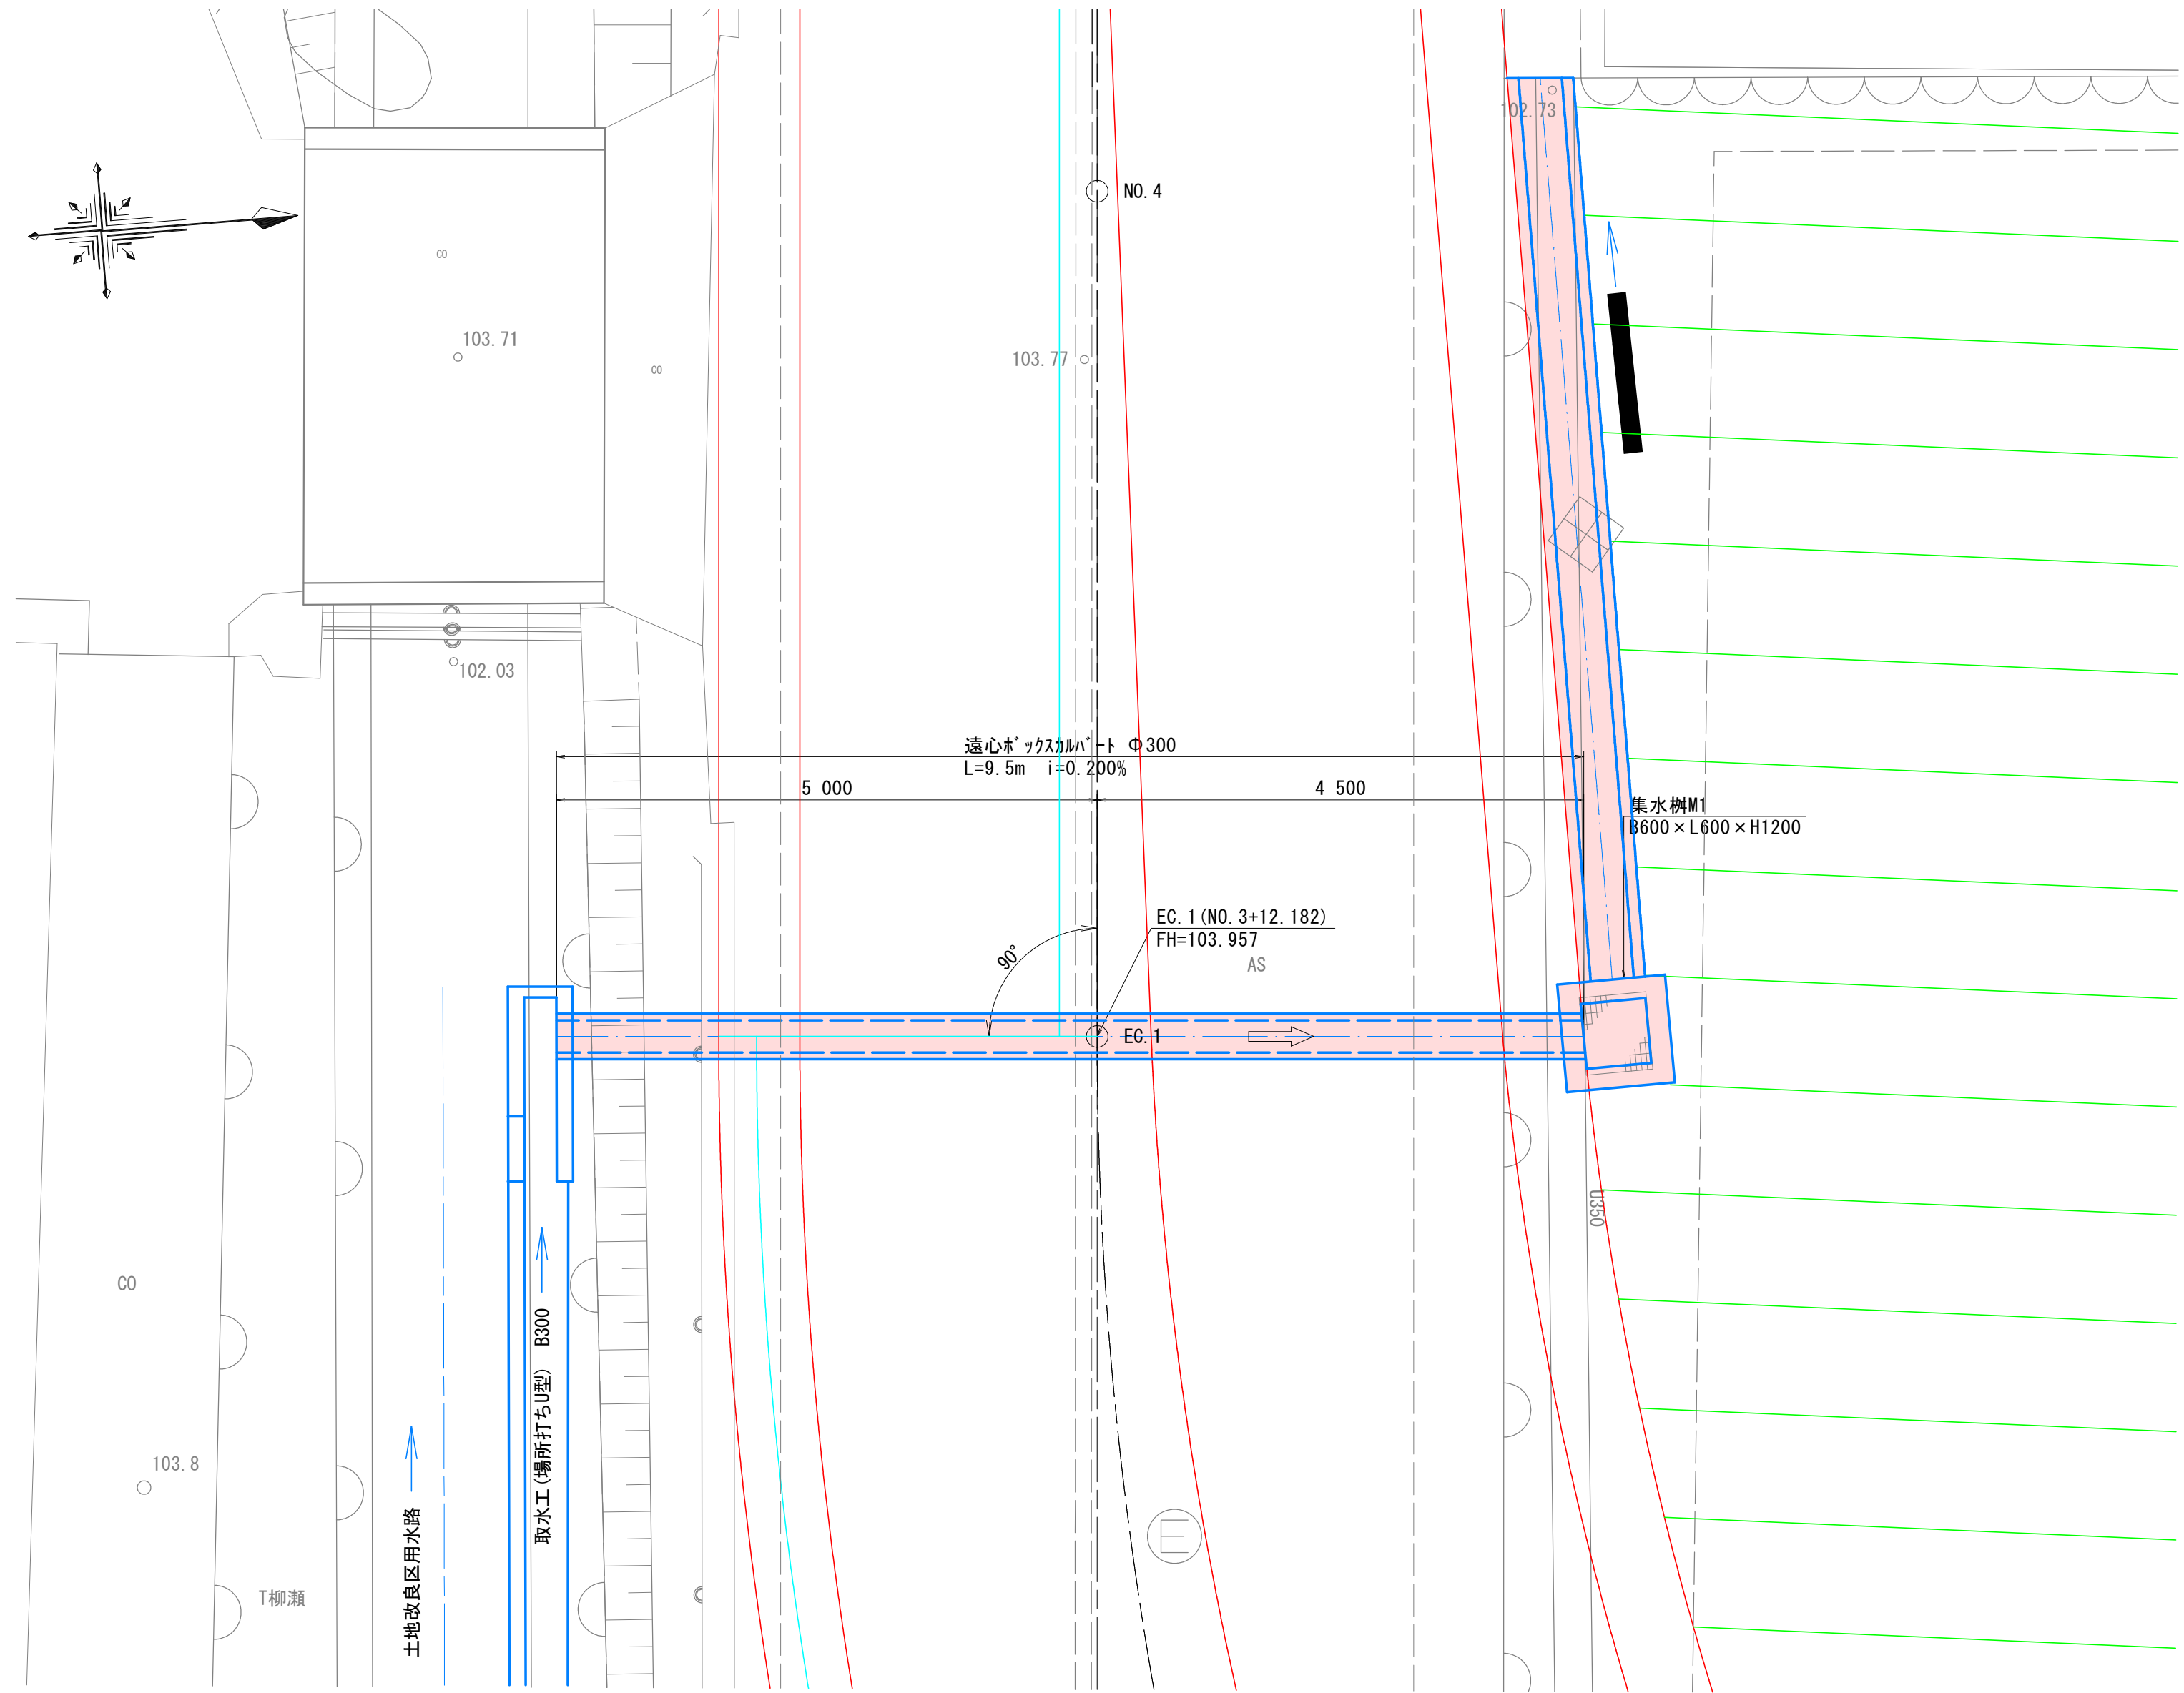 102.73
NO.4
CO
103.71
103.77
CO
102.03
遠心ﾎﾞｯｸｽｶﾙﾊﾞｰﾄ Φ300
L=9.5m i=0.200%
5 000
4 500
集水桝M1
B600×L600×H1200
EC.1(NO.3+12.182)
FH=103.957
90°
AS
EC.1
U350
CO
取水工(場所打ちU型) B300
103.8
土地改良区用水路
E
T柳瀬